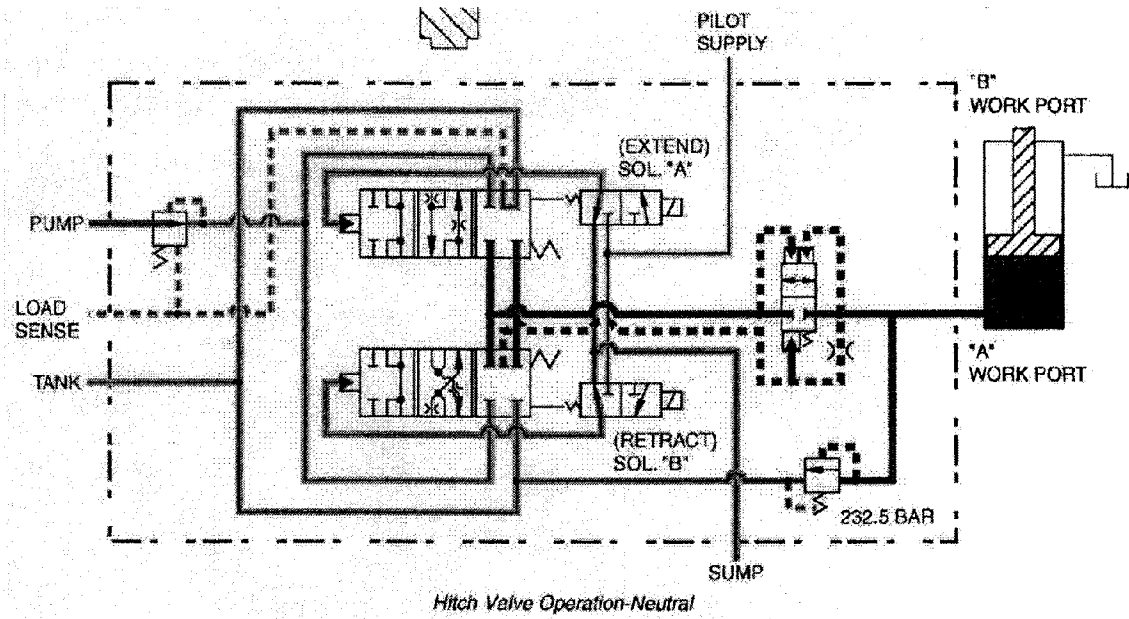 PILOT
SUPPLY
"B"
WORK PORT
(EXTEND)
SOL. "A"
PUMP
LOAD
SENSE
TANK
"A"
WORK PORT
(RETRACT)
SOL. "B"
232.5 BAR
SUMP
Hitch Valve Operation-Neutral